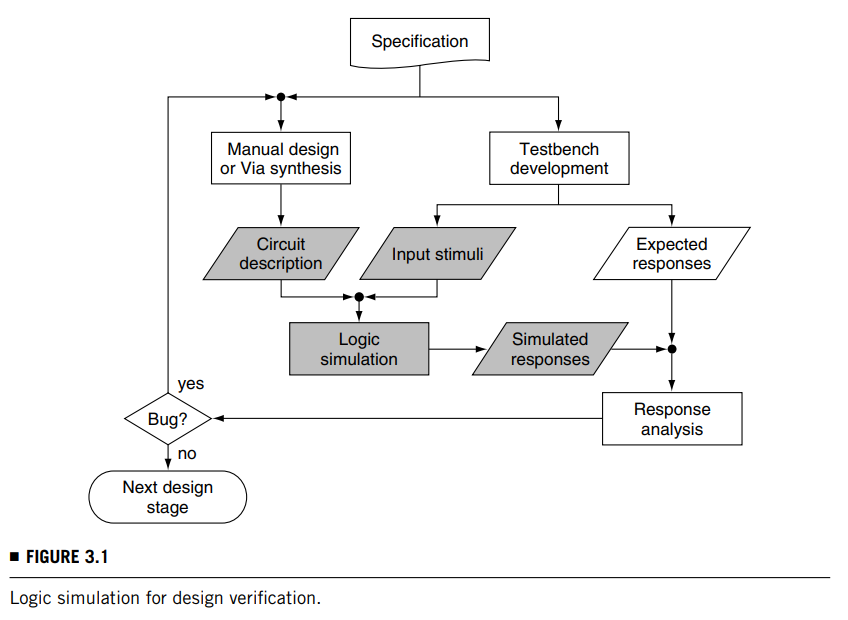 Specification
Manual design
or Via synthesis
Testbench
development
Circuit
description
Input stimuli
Expected
responses
Logic
simulation
Simulated
responses
yes
Bug?
Response
analysis
no
Next design
stage
■ FIGURE 3.1
Logic simulation for design verification.